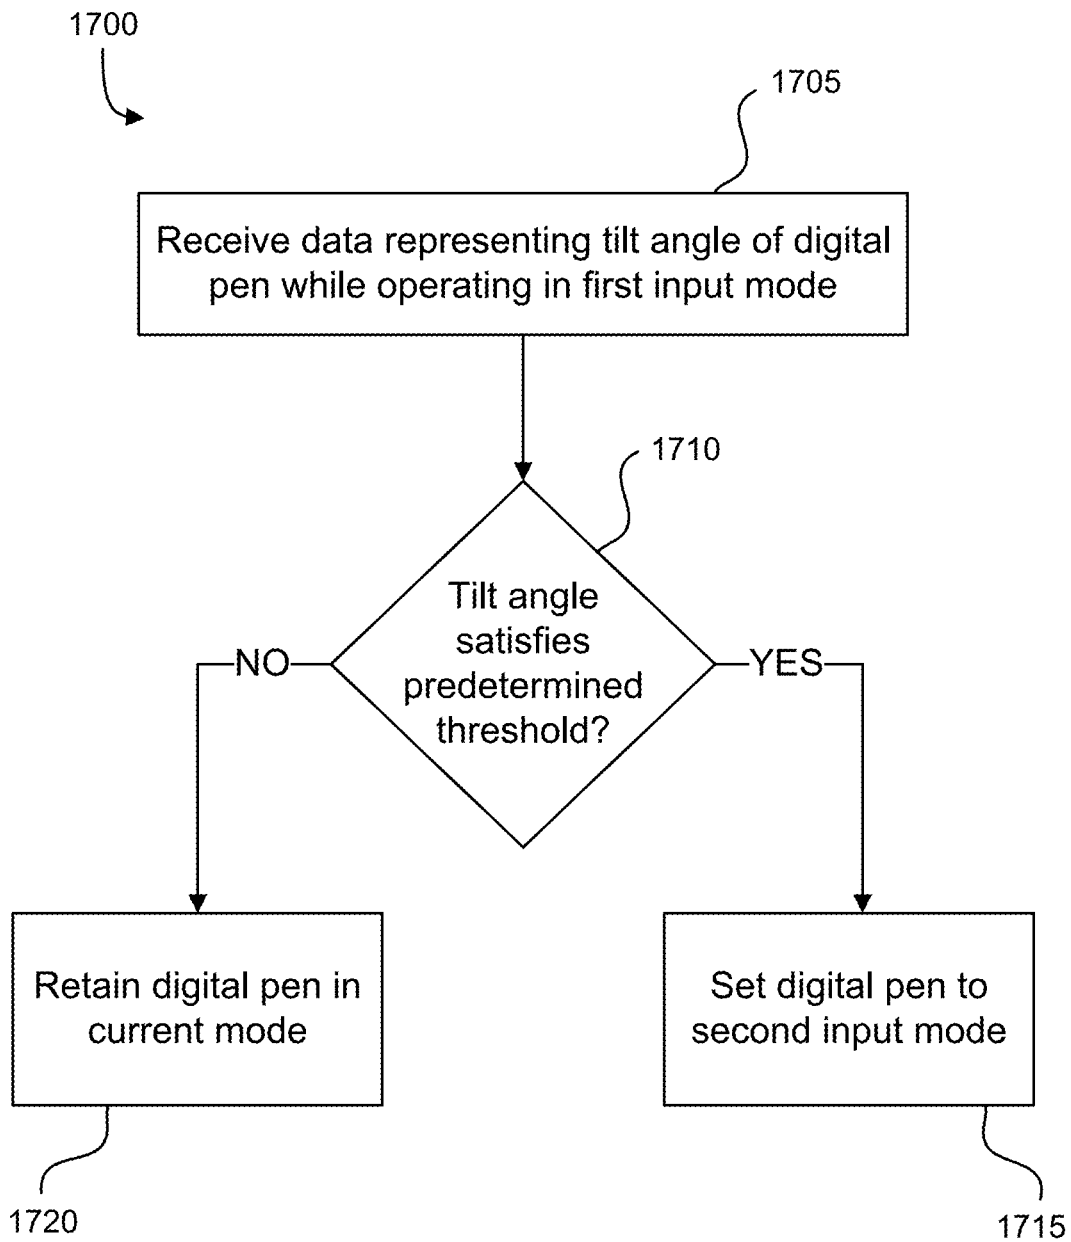 1700
1705
Receive data representing tilt angle of digital
pen while operating in first input mode
1710
Tilt angle
satisfies
predetermined
threshold?
NO
YES
Retain digital pen in
current mode
Set digital pen to
second input mode
1720
1715